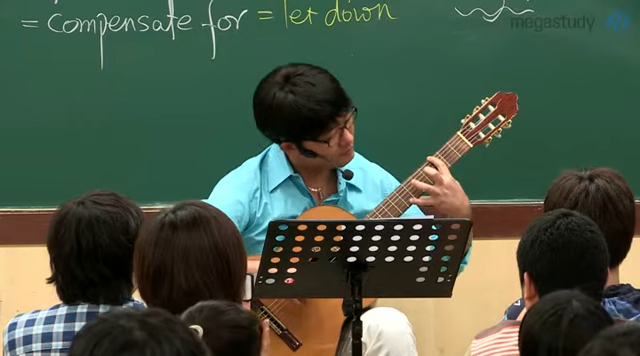 = compensate for = let down
megastudy